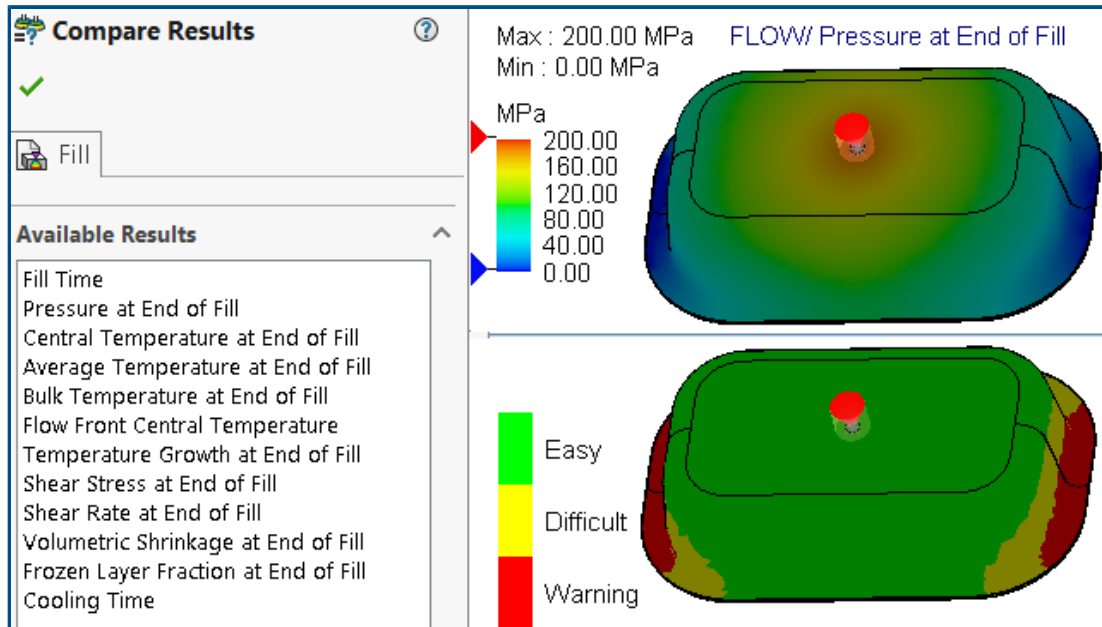 Compare Results
Fill
Available Results
Fill Time
Pressure at End of Fill
Central Temperature at End of Fill
Average Temperature at End of Fill
Bulk Temperature at End of Fill
Flow Front Central Temperature
Temperature Growth at End of Fill
Shear Stress at End of Fill
Shear Rate at End of Fill
Volumetric Shrinkage at End of Fill
Frozen Layer Fraction at End of Fill
Cooling Time
Max : 200.00 MPa FLOW/ Pressure at End of Fill
Min : 0.00 MPa
MPa
200.00
160.00
120.00
80.00
40.00
0.00
Easy
Difficult
Warning